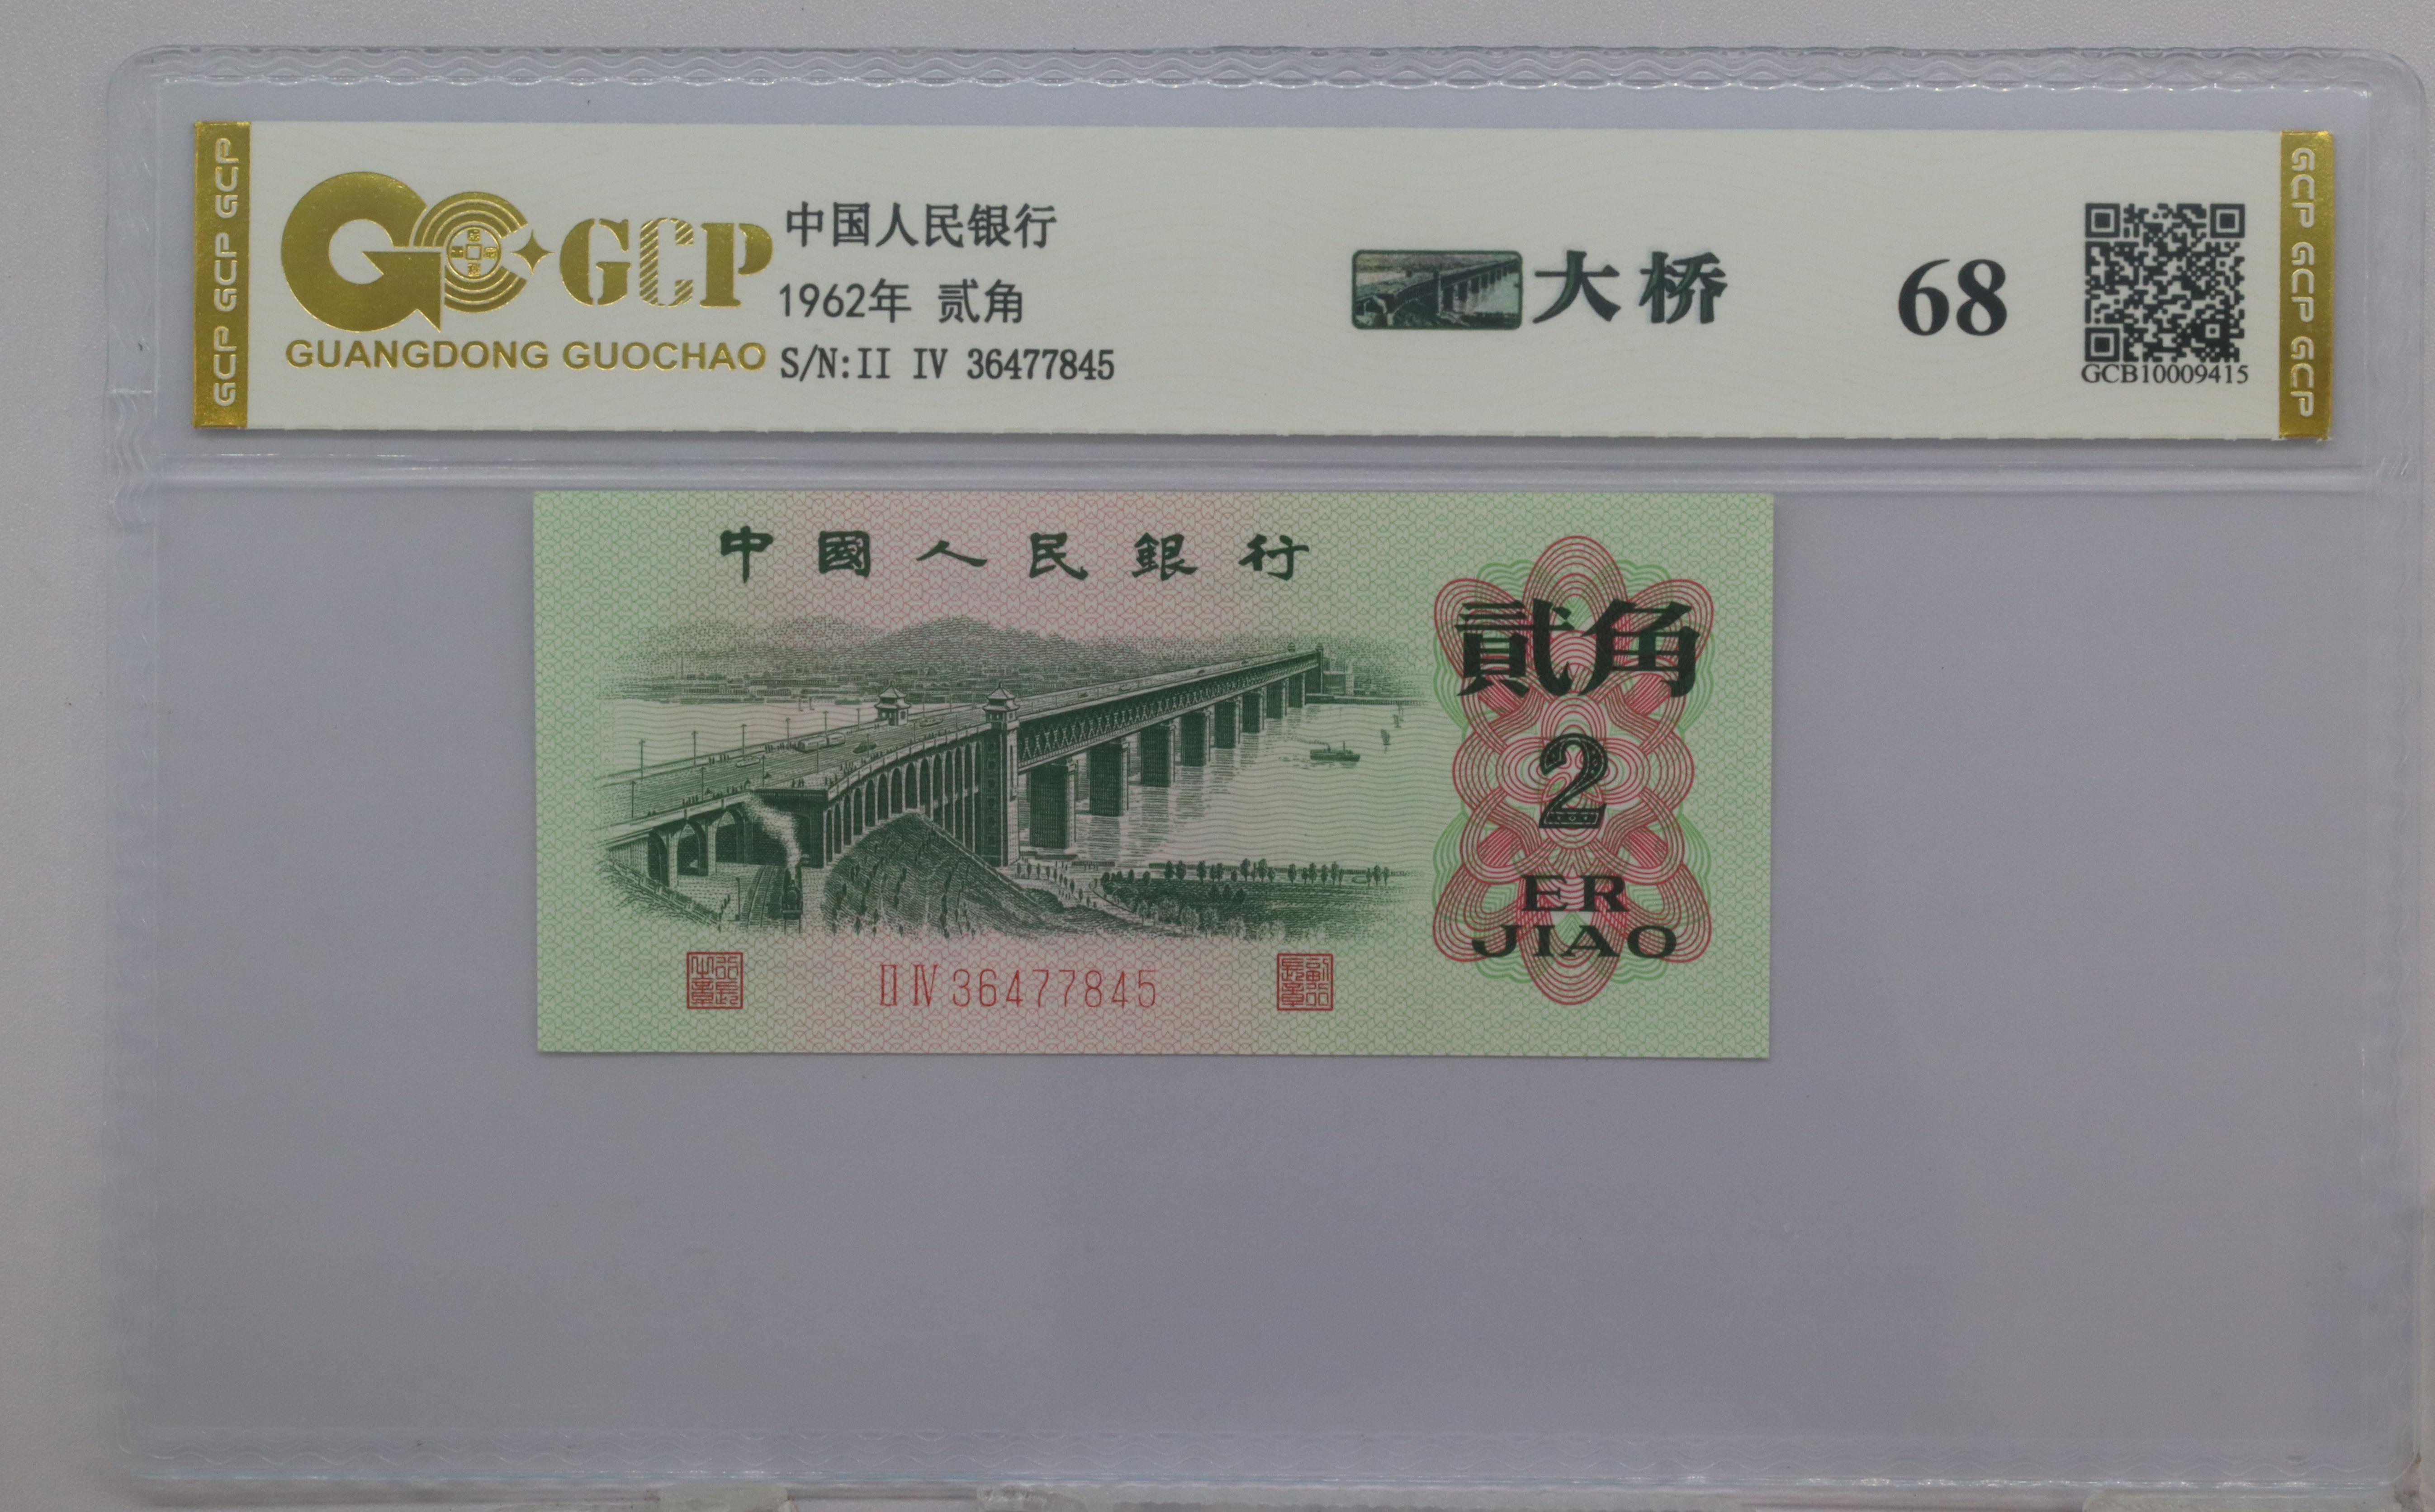 GCP GCP GCP
GCP
GUANGDONG GUOCHAO
中国人民银行
1962年 贰角
S/N:II IV 36477845
大桥
68
GCB10009415
GCP GCP GCP
中國人民銀行
貳角
2
ER
JIAO
II IV 36477845